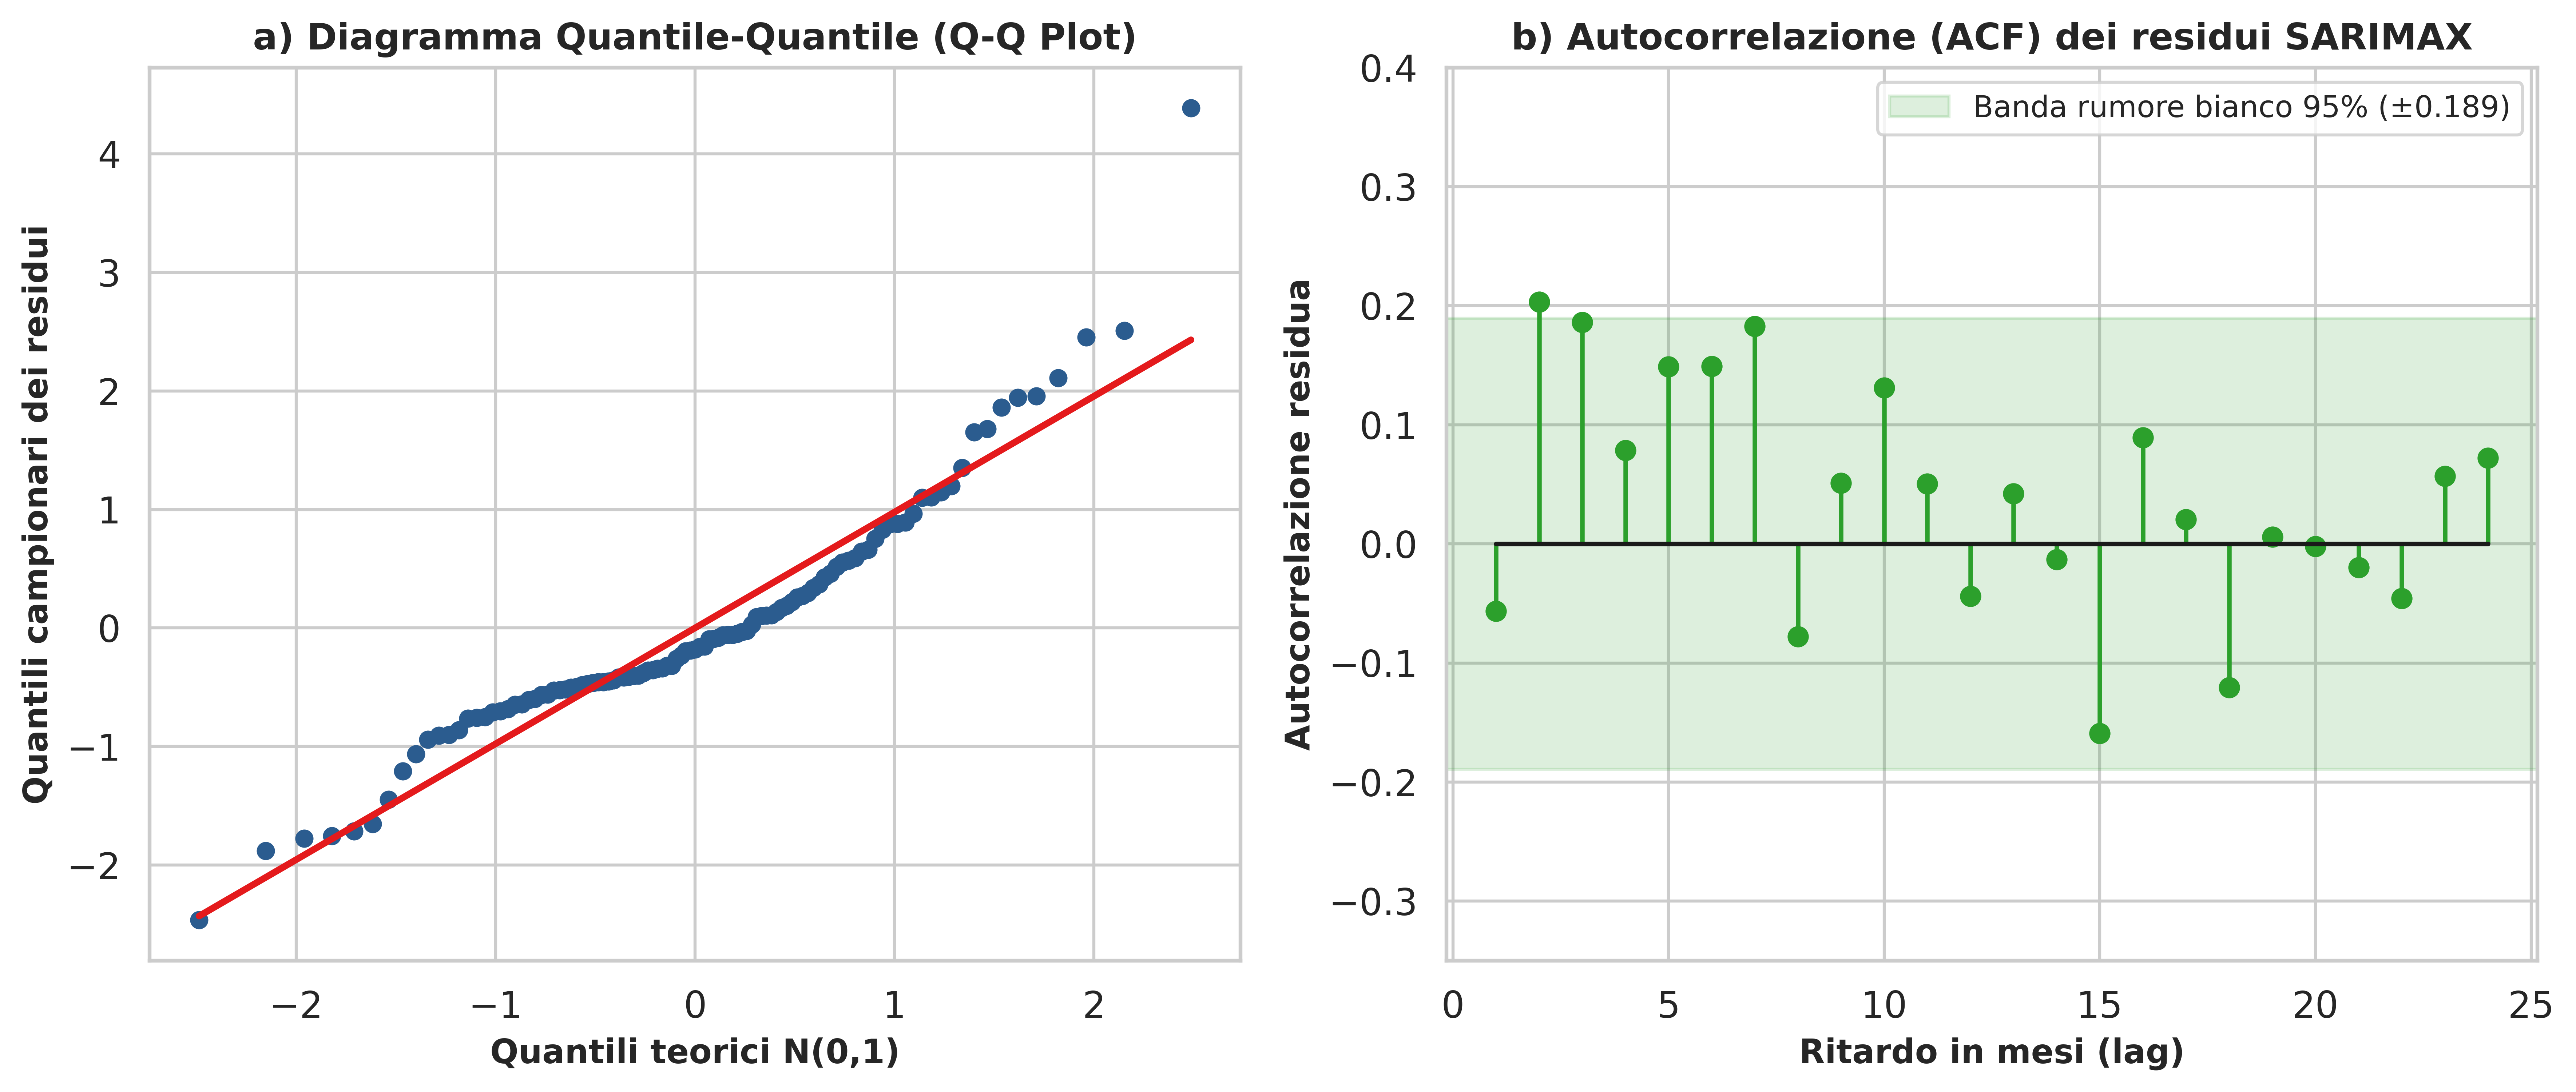 a) Diagramma Quantile-Quantile (Q-Q Plot)
Quantili campionari dei residui
4
3
2
1
0
−1
−2
−2 −1 0 1 2
Quantili teorici N(0,1)
b) Autocorrelazione (ACF) dei residui SARIMAX
Banda rumore bianco 95% (±0.189)
Autocorrelazione residua
0.4
0.3
0.2
0.1
0.0
−0.1
−0.2
−0.3
0 5 10 15 20 25
Ritardo in mesi (lag)